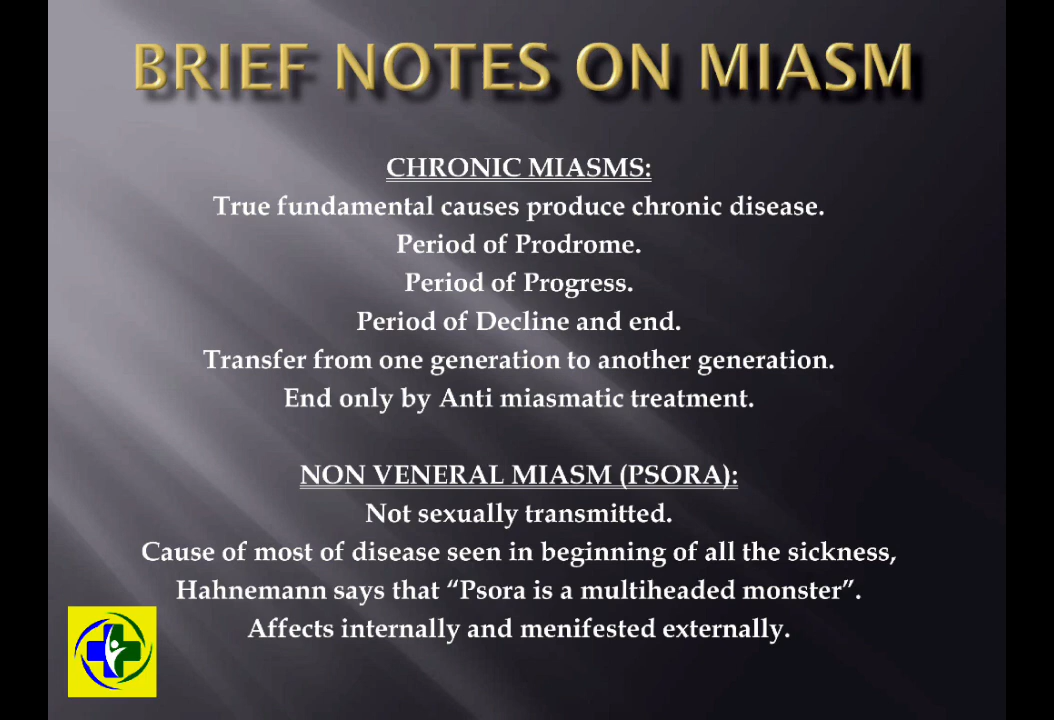 BRIEF NOTES ON MIASM
CHRONIC MIASMS:
True fundamental causes produce chronic disease.
Period of Prodrome.
Period of Progress.
Period of Decline and end.
Transfer from one generation to another generation.
End only by Anti miasmatic treatment.
NON VENERAL MIASM (PSORA):
Not sexually transmitted.
Cause of most of disease seen in beginning of all the sickness,
Hahnemann says that “Psora is a multiheaded monster”.
Affects internally and menifested externally.